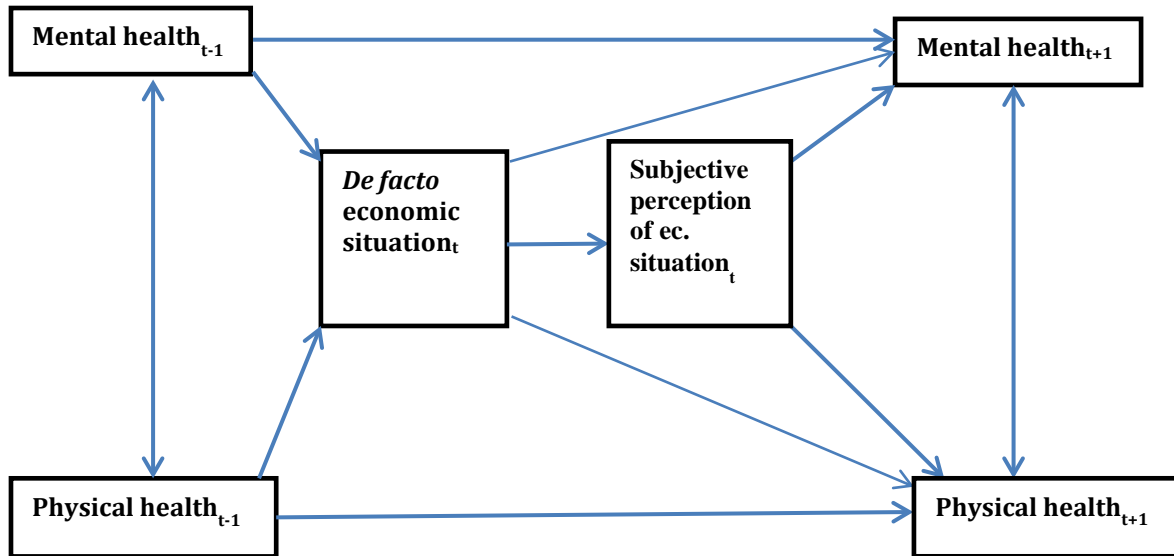 Mental health t-1
Mental health t+1
De facto
economic
situation t
Subjective
perception
of ec.
situation t
Physical health t-1
Physical health t+1